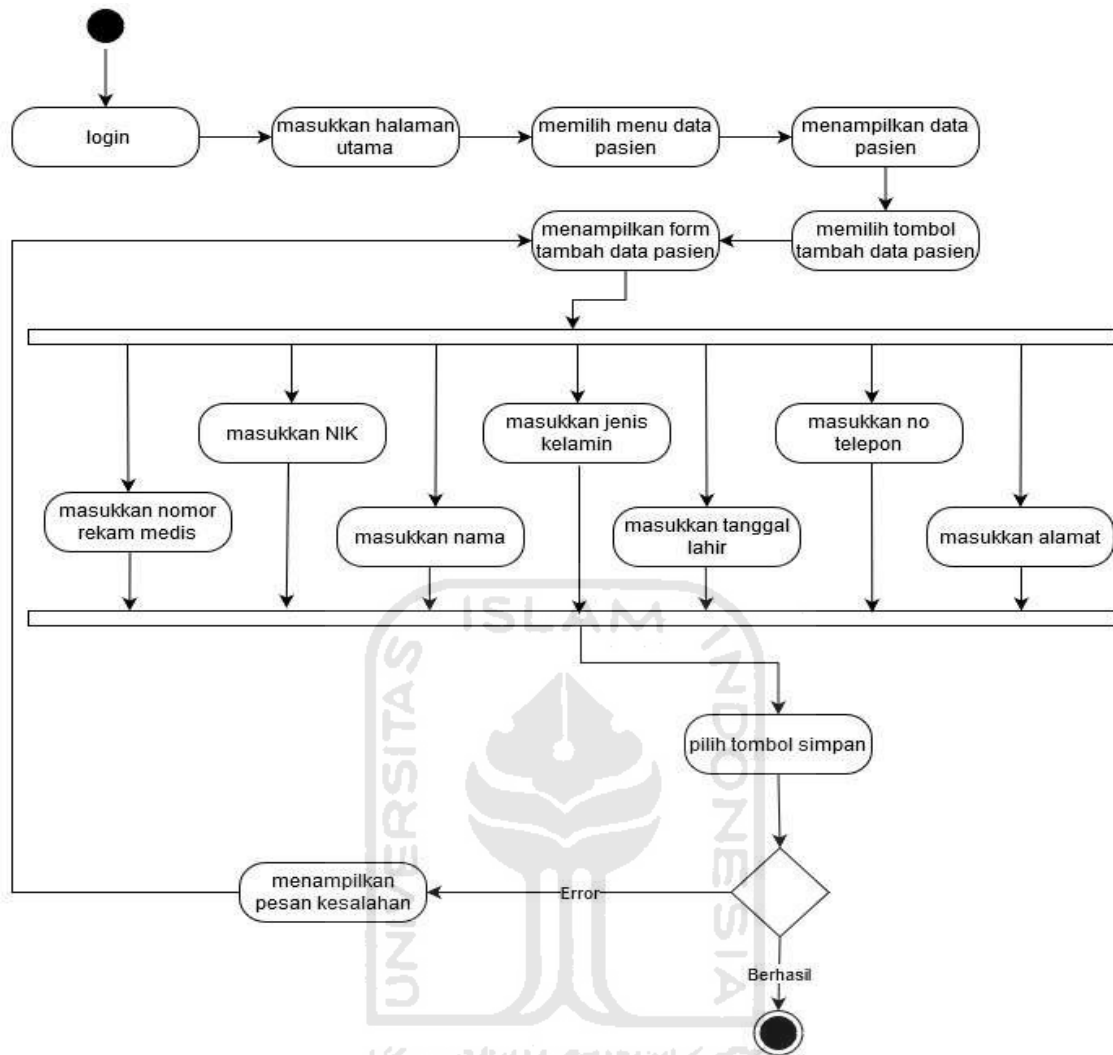 login
masukkan halaman
utama
memilih menu data
pasien
menampilkan data
pasien
menampilkan form
tambah data pasien
memilih tombol
tambah data pasien
masukkan NIK
masukkan jenis
kelamin
masukkan no
telepon
masukkan nomor
rekam medis
masukkan nama
masukkan tanggal
lahir
masukkan alamat
pilih tombol simpan
menampilkan
pesan kesalahan
Error
Berhasil
UNIVERSITAS
ISLAM
INDONESIA